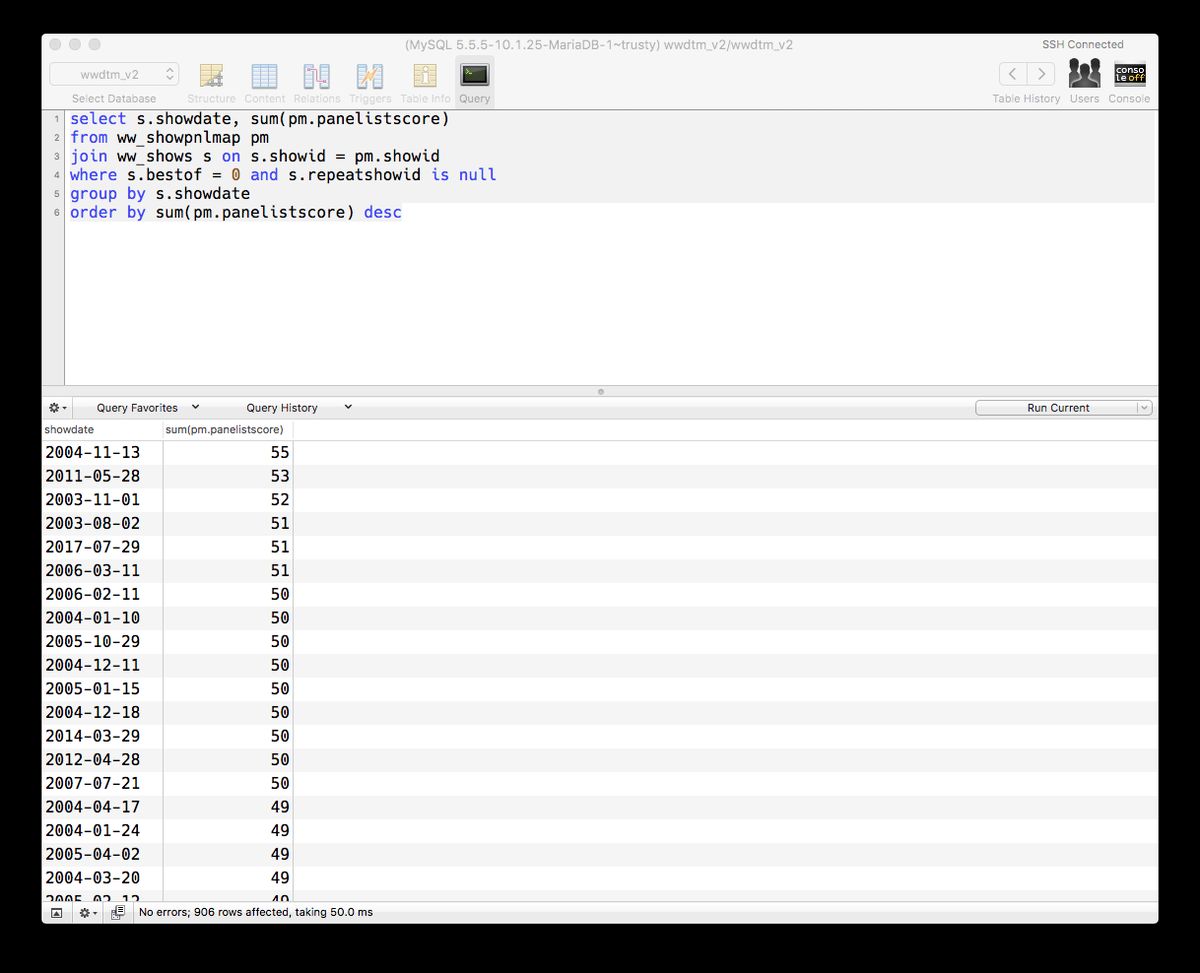 (MySQL 5.5.5-10.1.25-MariaDB-1~trusty) wwdtm_v2/wwdtm_v2
SSH Connected
wwdtm_v2
conso
le off
Select Database
Structure
Content
Relations
Triggers
Table Info
Query
Table History
Users
Console
1 select s.showdate, sum(pm.panelistscore)
2 from ww_showpnlmap pm
3 join ww_shows s on s.showid = pm.showid
4 where s.bestof = 0 and s.repeatshowid is null
5 group by s.showdate
6 order by sum(pm.panelistscore) desc
Query Favorites
Query History
Run Current
showdate sum(pm.panelistscore)
2004-11-13 55
2011-05-28 53
2003-11-01 52
2003-08-02 51
2017-07-29 51
2006-03-11 51
2006-02-11 50
2004-01-10 50
2005-10-29 50
2004-12-11 50
2005-01-15 50
2004-12-18 50
2014-03-29 50
2012-04-28 50
2007-07-21 50
2004-04-17 49
2004-01-24 49
2005-04-02 49
2004-03-20 49
2005-02-12 49
No errors; 906 rows affected, taking 50.0 ms